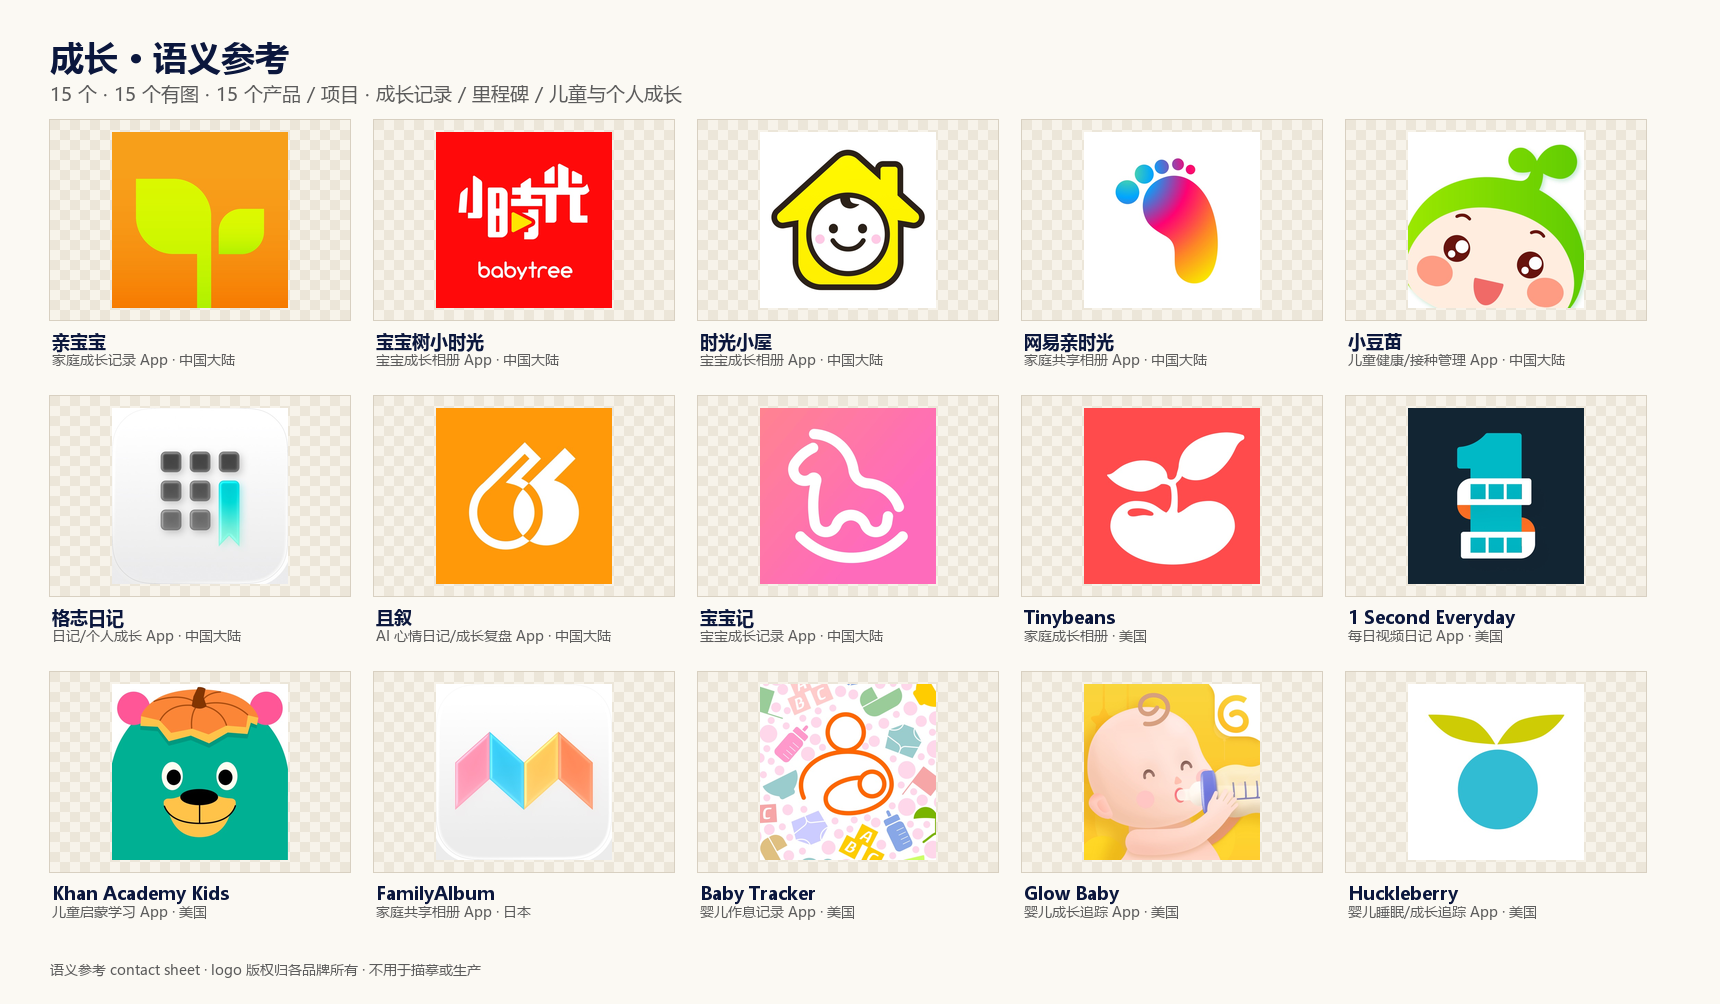 成长 · 语义参考
15 个 · 15 个有图 · 15 个产品 / 项目 · 成长记录 / 里程碑 / 儿童与个人成长
小时光
babytree
亲宝宝
家庭成长记录 App · 中国大陆
宝宝树小时光
宝宝成长相册 App · 中国大陆
时光小屋
宝宝成长相册 App · 中国大陆
网易亲时光
家庭共享相册 App · 中国大陆
小豆苗
儿童健康/接种管理 App · 中国大陆
1
格志日记
日记/个人成长 App · 中国大陆
且叙
AI 心情日记/成长复盘 App · 中国大陆
宝宝记
宝宝成长记录 App · 中国大陆
Tinybeans
家庭成长相册 · 美国
1 Second Everyday
每日视频日记 App · 美国
A
B C
C
A
B C
Khan Academy Kids
儿童启蒙学习 App · 美国
FamilyAlbum
家庭共享相册 App · 日本
Baby Tracker
婴儿作息记录 App · 美国
Glow Baby
婴儿成长追踪 App · 美国
Huckleberry
婴儿睡眠/成长追踪 App · 美国
语义参考 contact sheet · logo 版权归各品牌所有 · 不用于描摹或生产